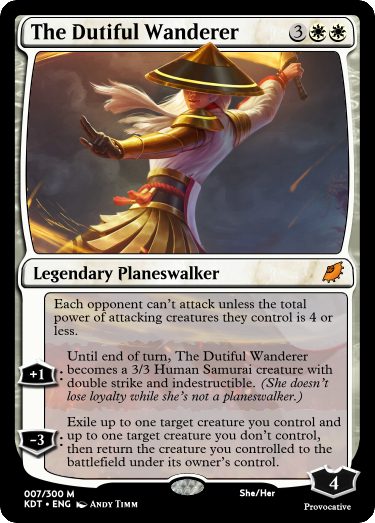 The Dutiful Wanderer 3
Legendary Planeswalker
Each opponent can't attack unless the total
power of attacking creatures they control is 4 or
less.
Until end of turn, The Dutiful Wanderer
becomes a 3/3 Human Samurai creature with
+1 : double strike and indestructible. (She doesn't
lose loyalty while she's not a planeswalker.)
Exile up to one target creature you control and
-3 : up to one target creature you don't control,
then return the creature you controlled to the
battlefield under its owner's control.
4
007/300 M She/Her
KDT • ENG Andy Timm Provocative